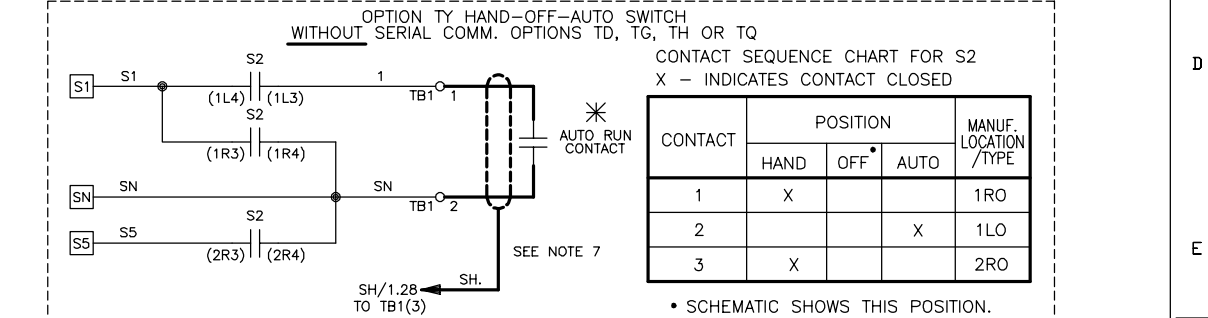 OPTION TY HAND-OFF-AUTO SWITCH
WITHOUT SERIAL COMM. OPTIONS TD, TG, TH OR TQ
S1 S1 S2 (1L4) (1L3) 1 TB1 1
S2 (1R3) (1R4)
AUTO RUN
CONTACT
SN SN SN TB1 2
S5 S5 S2 (2R3) (2R4)
SEE NOTE 7
SH/1.28 SH.
TO TB1(3)
CONTACT SEQUENCE CHART FOR S2
X - INDICATES CONTACT CLOSED
CONTACT POSITION MANUF. LOCATION /TYPE
HAND OFF• AUTO
1 X 1RO
2 X 1LO
3 X 2RO
• SCHEMATIC SHOWS THIS POSITION.
D
E